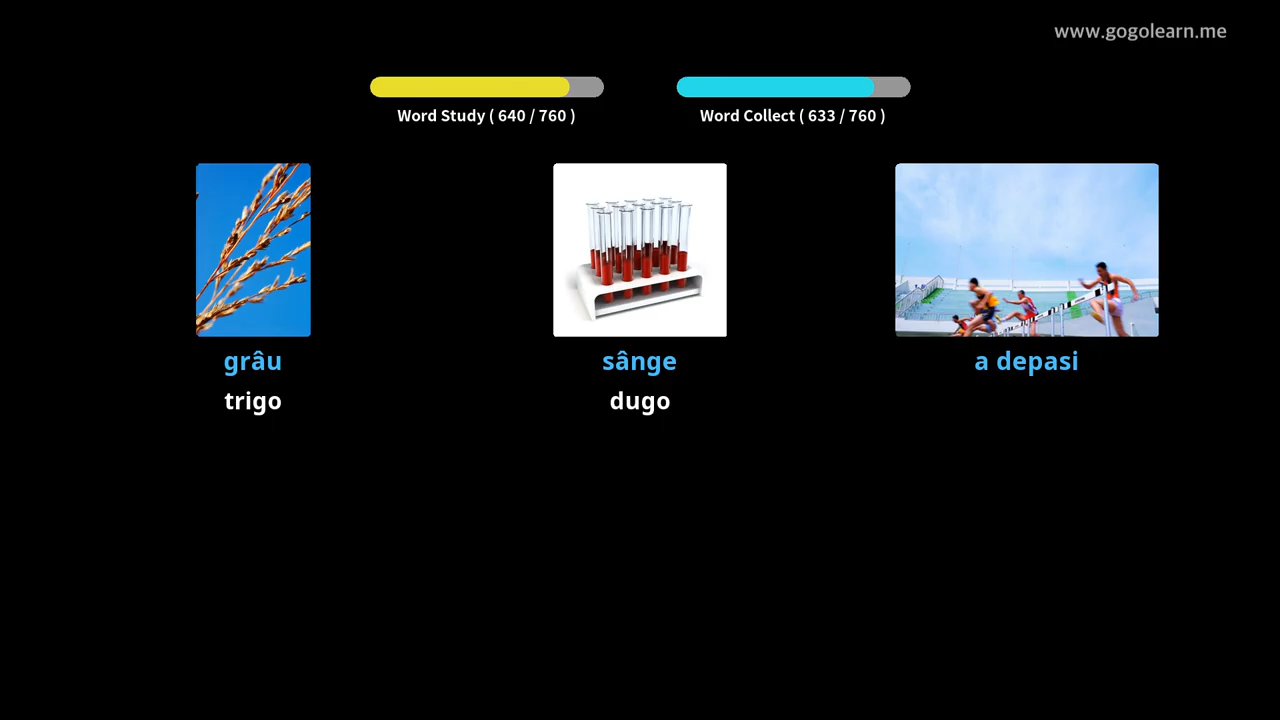 www.gogolearn.me
Word Study ( 640 / 760 )
Word Collect ( 633 / 760 )
grâu
trigo
sânge
dugo
a depasi